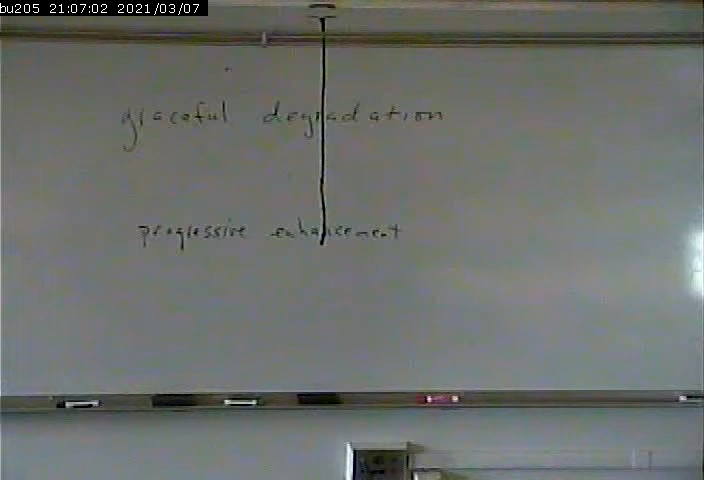 bu205 21:07:02 2021/03/07
graceful degradation
progressive enhancement